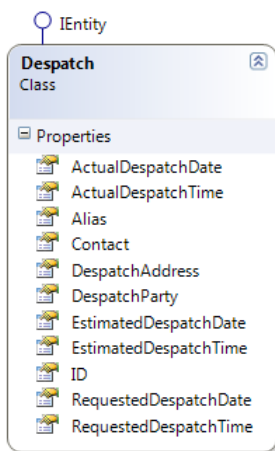 IEntity
Despatch
Class
Properties
ActualDespatchDate
ActualDespatchTime
Alias
Contact
DespatchAddress
DespatchParty
EstimatedDespatchDate
EstimatedDespatchTime
ID
RequestedDespatchDate
RequestedDespatchTime